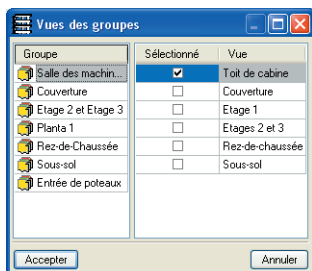 Vues des groupes
Groupe
Sélectionné Vue
Salle des machin... Toit de cabine
Couverture Couverture
Etage 2 et Etage 3 Etage 1
Planta 1 Etages 2 et 3
Rez-de-Chaussée Rez-de-chaussée
Sous-sol Sous-sol
Entrée de poteaux
Accepter Annuler